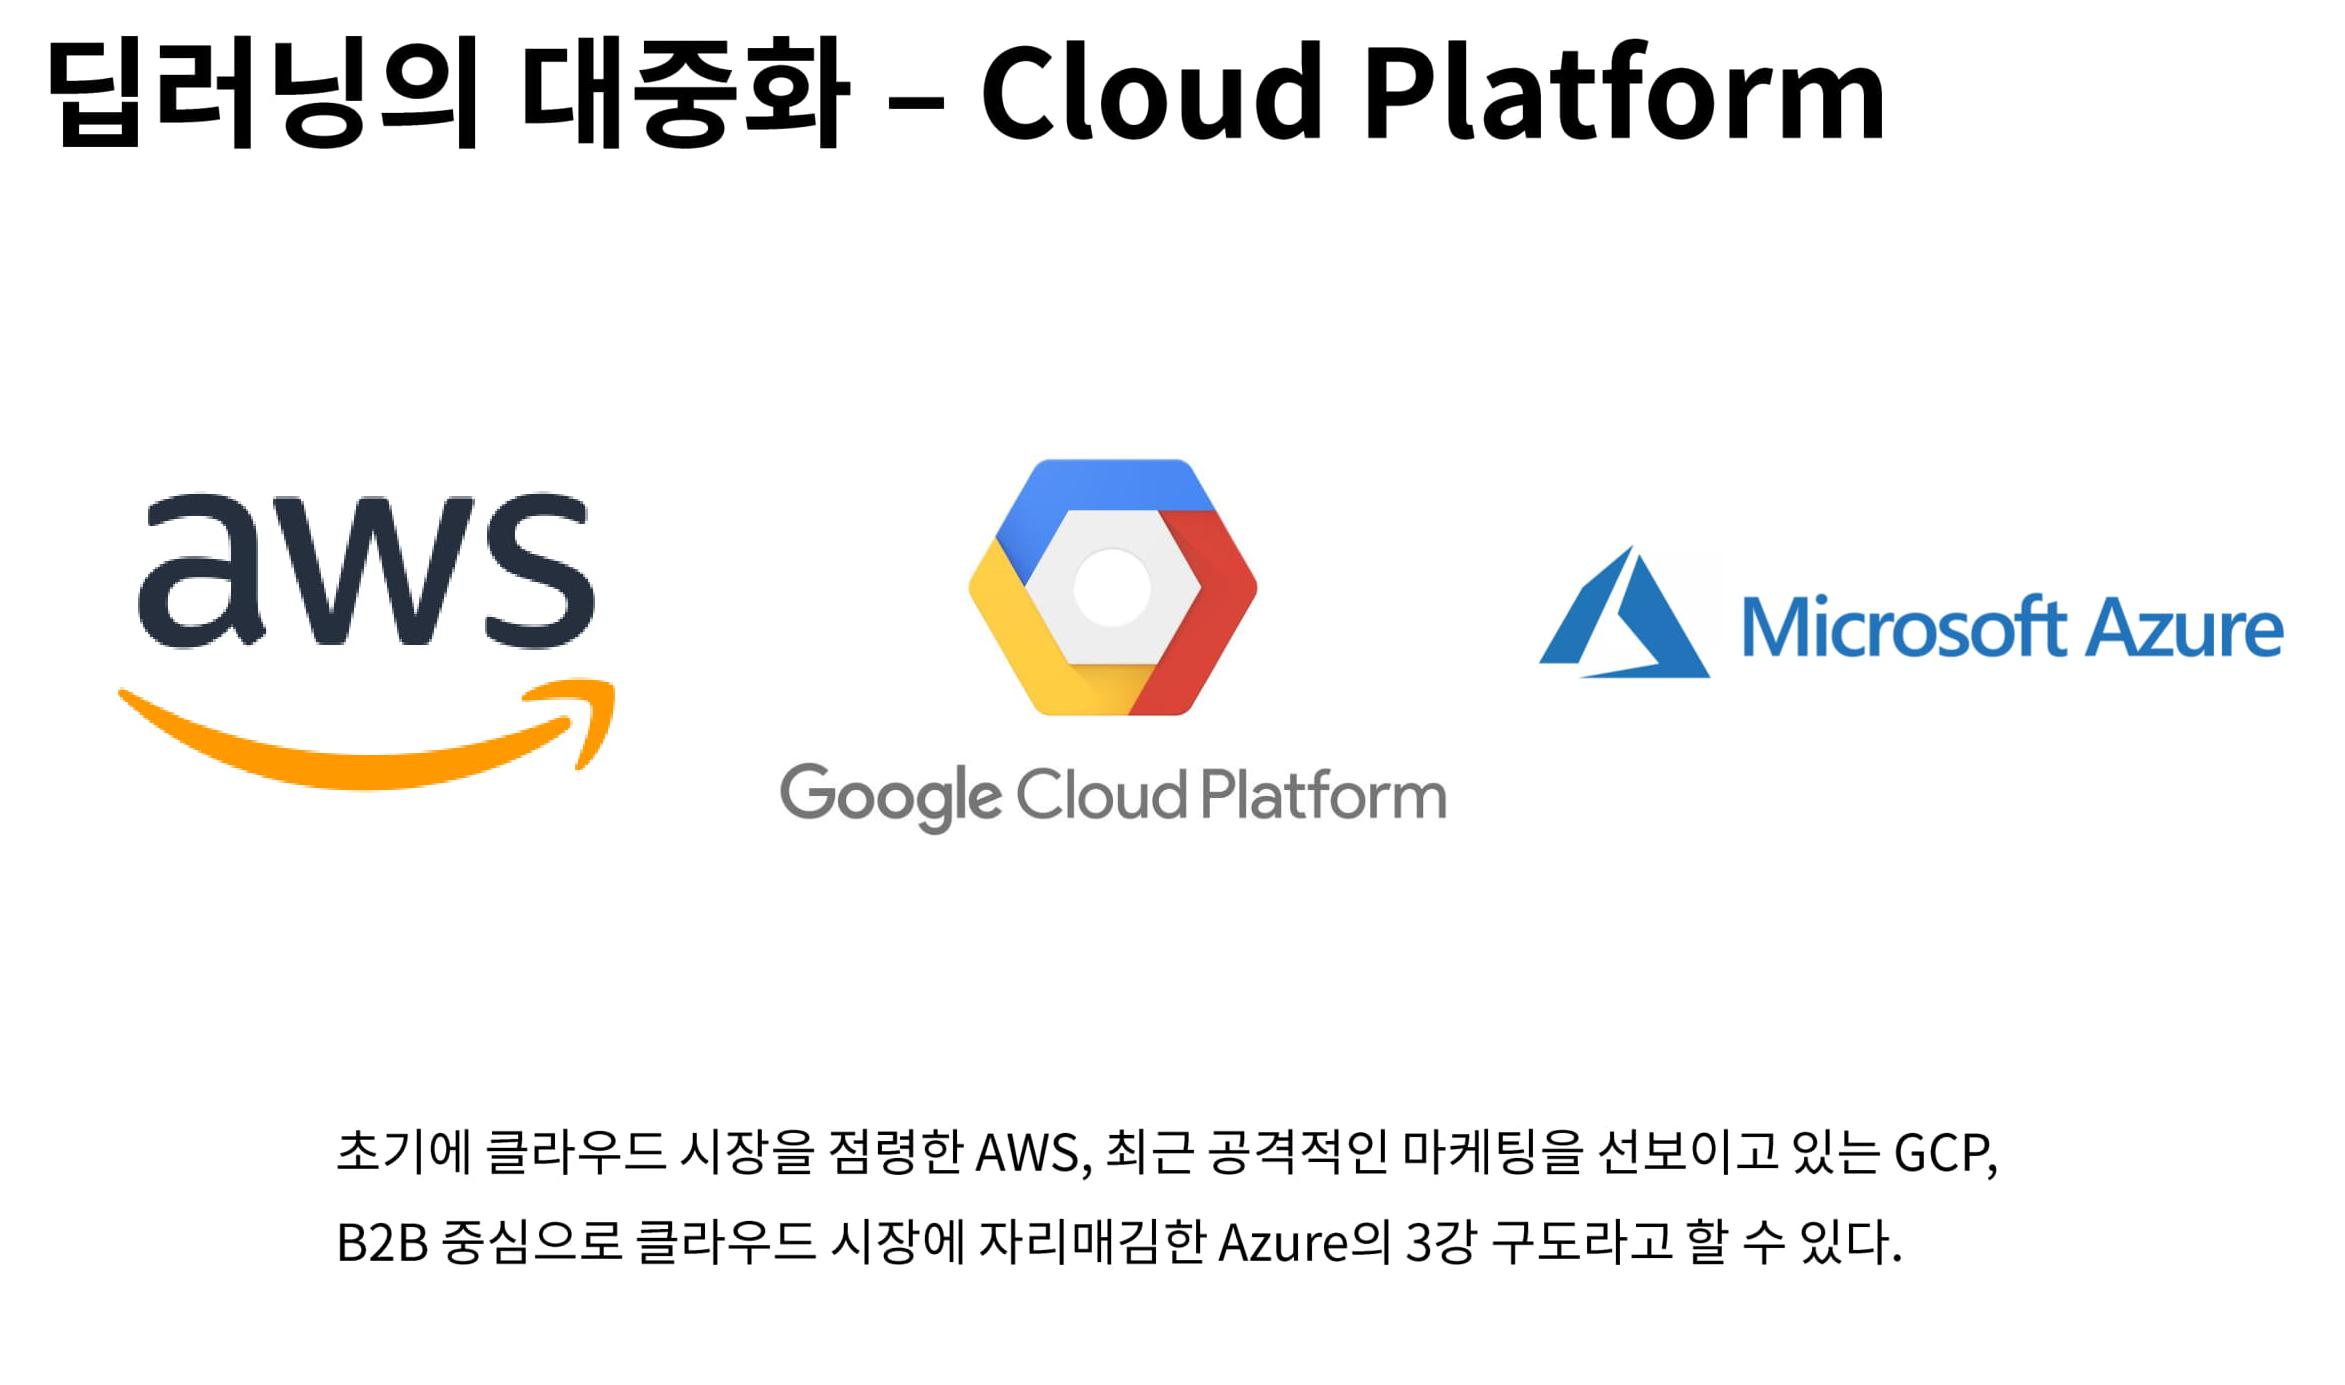 딥러닝의 대중화 – Cloud Platform
aws
Google Cloud Platform
Microsoft Azure
초기에 클라우드 시장을 점령한 AWS, 최근 공격적인 마케팅을 선보이고 있는 GCP,
B2B 중심으로 클라우드 시장에 자리매김한 Azure의 3강 구도라고 할 수 있다.